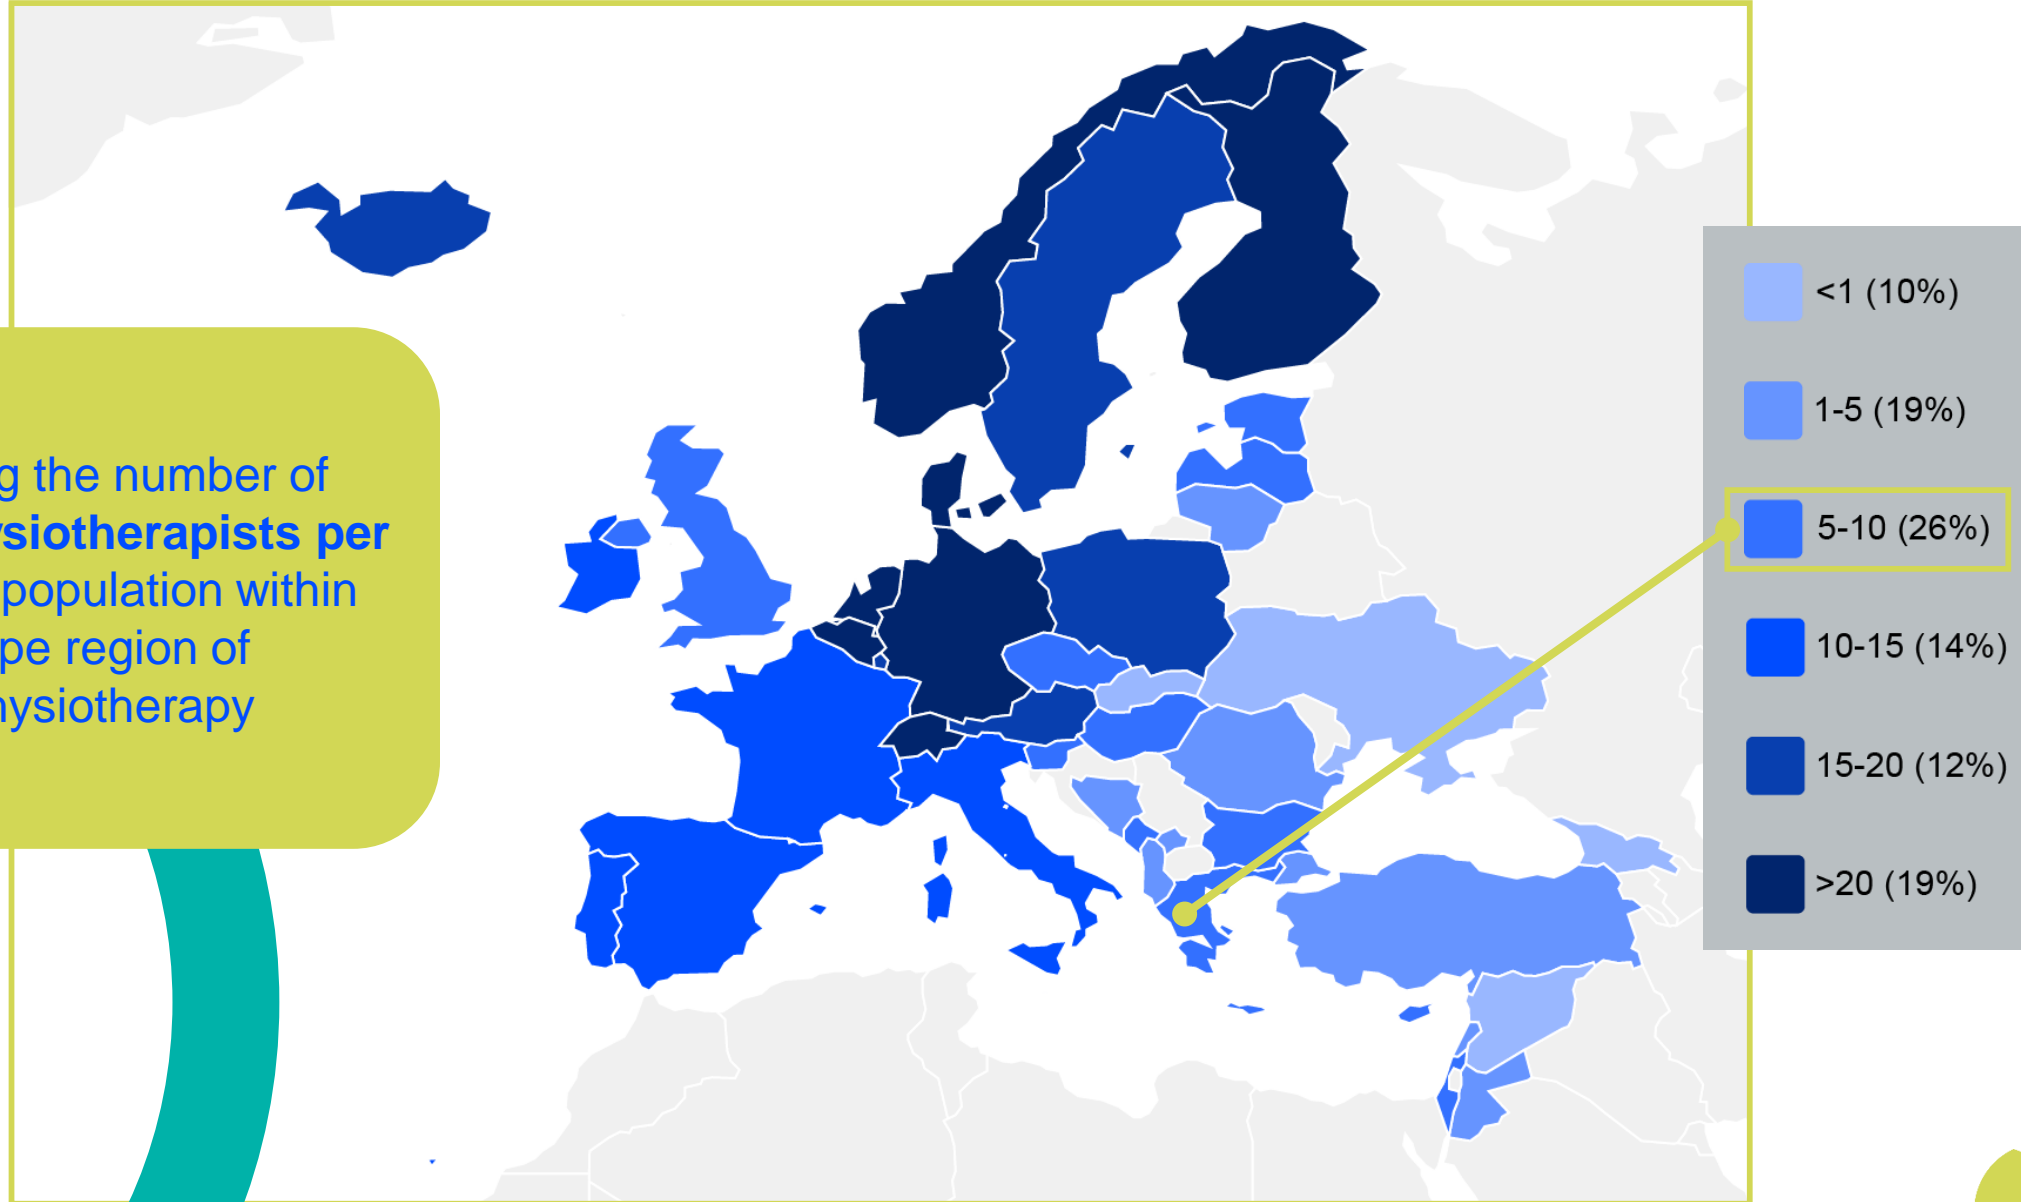 g the number of
ysiotherapists per
population within
pe region of
hysiotherapy
<1 (10%)
1-5 (19%)
5-10 (26%)
10-15 (14%)
15-20 (12%)
>20 (19%)